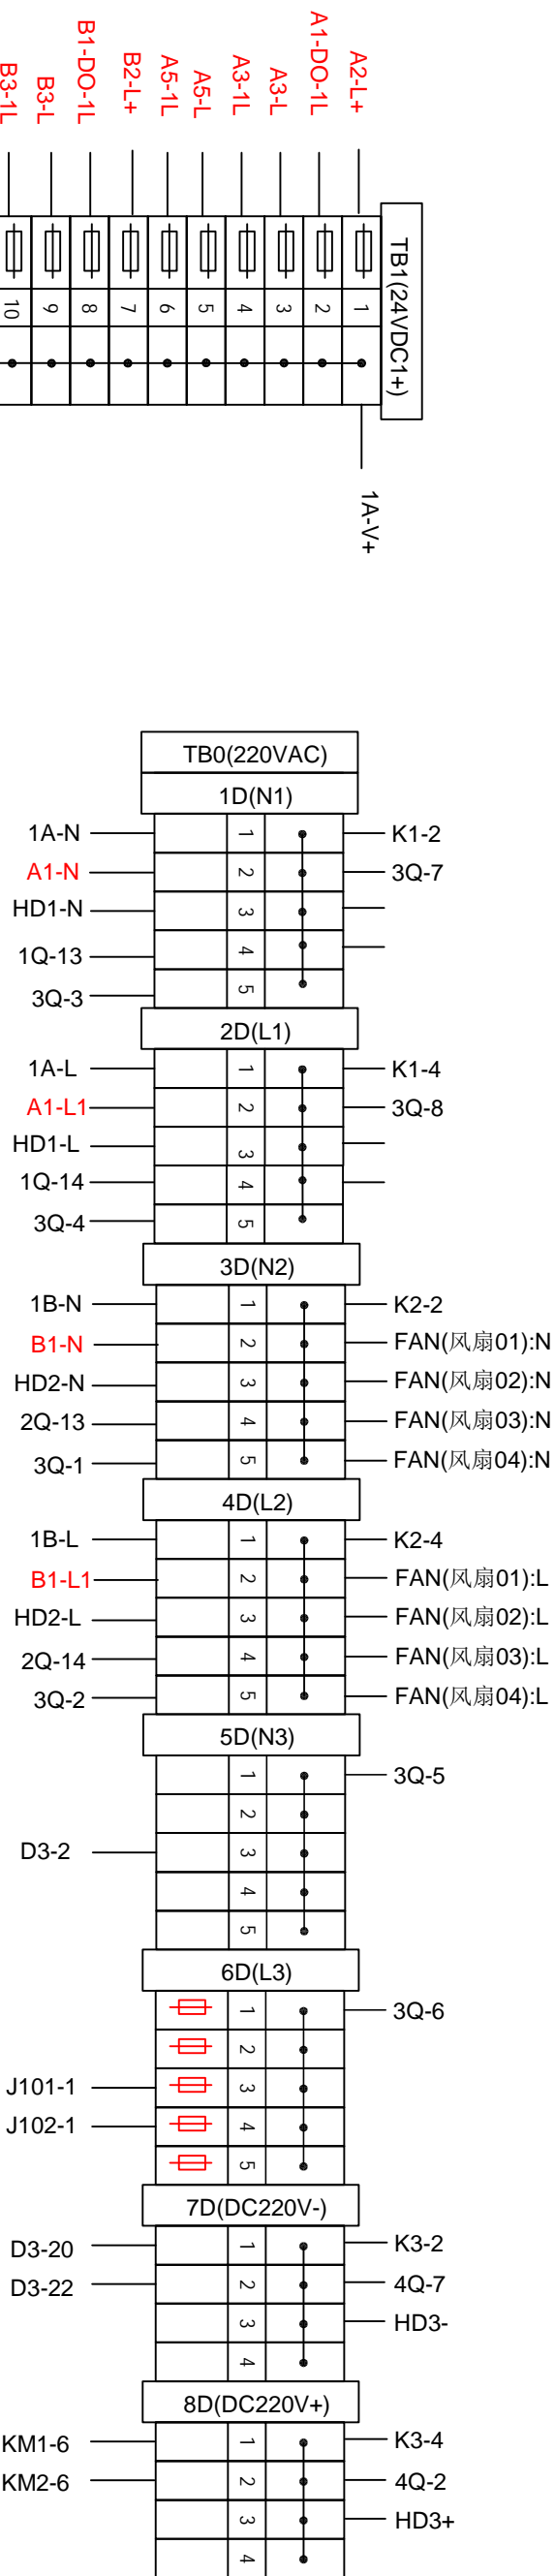 B3-1L
B3-L
B1-DO-1L
B2-L+
A5-1L
A5-L
A3-1L
A3-L
A1-DO-1L
A2-L+
TB1(24VDC1+)
10 9 8 7 6 5 4 3 2 1
1A-V+
TB0(220VAC)
1D(N1)
1A-N 1 K1-2
A1-N 2 3Q-7
HD1-N 3
1Q-13 4
3Q-3 5
2D(L1)
1A-L 1 K1-4
A1-L1 2 3Q-8
HD1-L 3
1Q-14 4
3Q-4 5
3D(N2)
1B-N 1 K2-2
B1-N 2 FAN(风扇01):N
HD2-N 3 FAN(风扇02):N
2Q-13 4 FAN(风扇03):N
3Q-1 5 FAN(风扇04):N
4D(L2)
1B-L 1 K2-4
B1-L1 2 FAN(风扇01):L
HD2-L 3 FAN(风扇02):L
2Q-14 4 FAN(风扇03):L
3Q-2 5 FAN(风扇04):L
5D(N3)
1 3Q-5
2
D3-2 3
4
5
6D(L3)
1 3Q-6
2
J101-1 3
J102-1 4
5
7D(DC220V-)
D3-20 1 K3-2
D3-22 2 4Q-7
3 HD3-
4
8D(DC220V+)
KM1-6 1 K3-4
KM2-6 2 4Q-2
3 HD3+
4